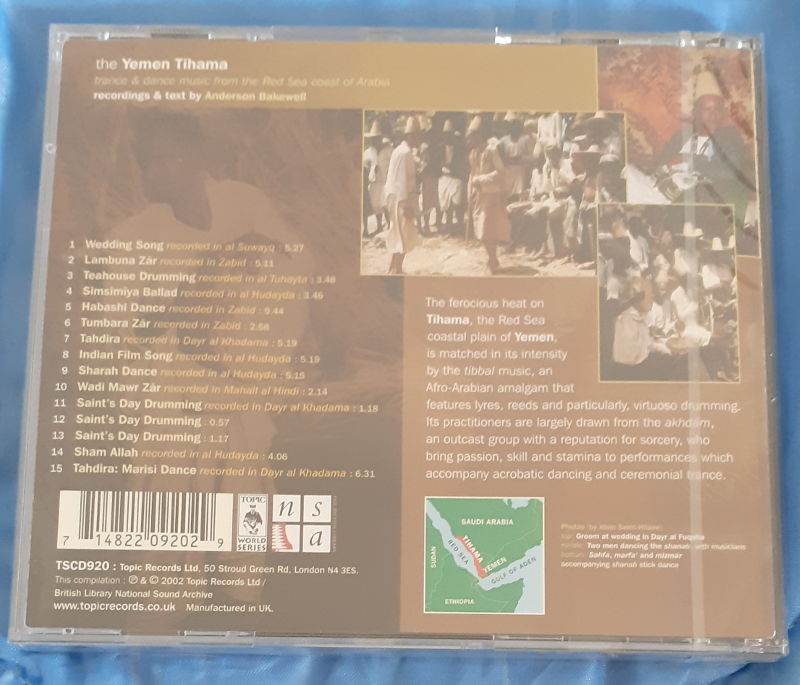 the Yemen Tihama
trance & dance music from the Red Sea coast of Arabia
recordings & text by Anderson Bakewell
1 Wedding Song recorded in al Suwayq : 5.27
2 Lambuna Zār recorded in Zabid : 5.11
3 Teahouse Drumming recorded in al Tuhayta : 3.48
4 Simsimiya Ballad recorded in al Hudayda : 3.46
5 Habashi Dance recorded in Zabid : 9.44
6 Tumbara Zār recorded in Zabid : 2.58
7 Tahdira recorded in Dayr al Khadama : 5.19
8 Indian Film Song recorded in al Hudayda : 5.19
9 Sharah Dance recorded in al Hudayda : 5.15
10 Wadi Mawr Zār recorded in Mahall al Hindi : 2.14
11 Saint's Day Drumming recorded in Dayr al Khadama : 1.18
12 Saint's Day Drumming : 0.57
13 Saint's Day Drumming : 1.17
14 Sham Allah recorded in al Hudayda : 4.06
15 Tahdira: Marisi Dance recorded in Dayr al Khadama : 6.31
The ferocious heat on
Tihama, the Red Sea
coastal plain of Yemen,
is matched in its intensity
by the tibbal music, an
Afro-Arabian amalgam that
features lyres, reeds and particularly, virtuoso drumming.
Its practitioners are largely drawn from the akhdam,
an outcast group with a reputation for sorcery, who
bring passion, skill and stamina to performances which
accompany acrobatic dancing and ceremonial trance.
7 14822 09202 9
TOPIC
WORLD
SERIES
n s
a
TSCD920 : Topic Records Ltd, 50 Stroud Green Rd, London N4 3ES.
This compilation : ℗ & © 2002 Topic Records Ltd /
British Library National Sound Archive
www.topicrecords.co.uk Manufactured in UK.
SAUDI ARABIA
SUDAN
RED SEA
TIHAMA
YEMEN
GULF OF ADEN
ETHIOPIA
Photos by
Groom at wedding in Dayr al
Two men dancing the sharah with musicians
Sahfa, marfa' and mizmar
accompanying sharah stick dance